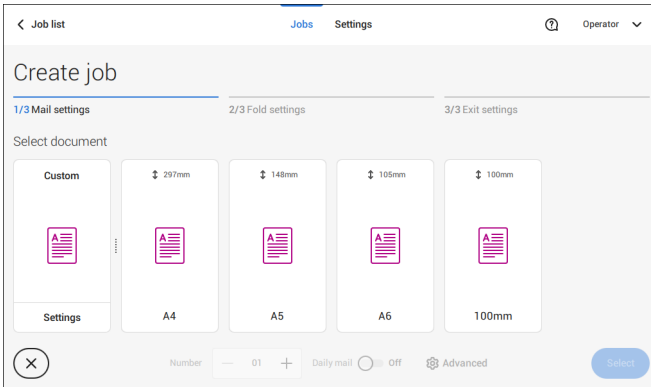 Job list
Jobs
Settings
Operator
Create job
1/3 Mail settings
2/3 Fold settings
3/3 Exit settings
Select document
Custom
297mm
148mm
105mm
100mm
A
A
A
A
A
Settings
A4
A5
A6
100mm
Number
01
Daily mail
Off
Advanced
Select